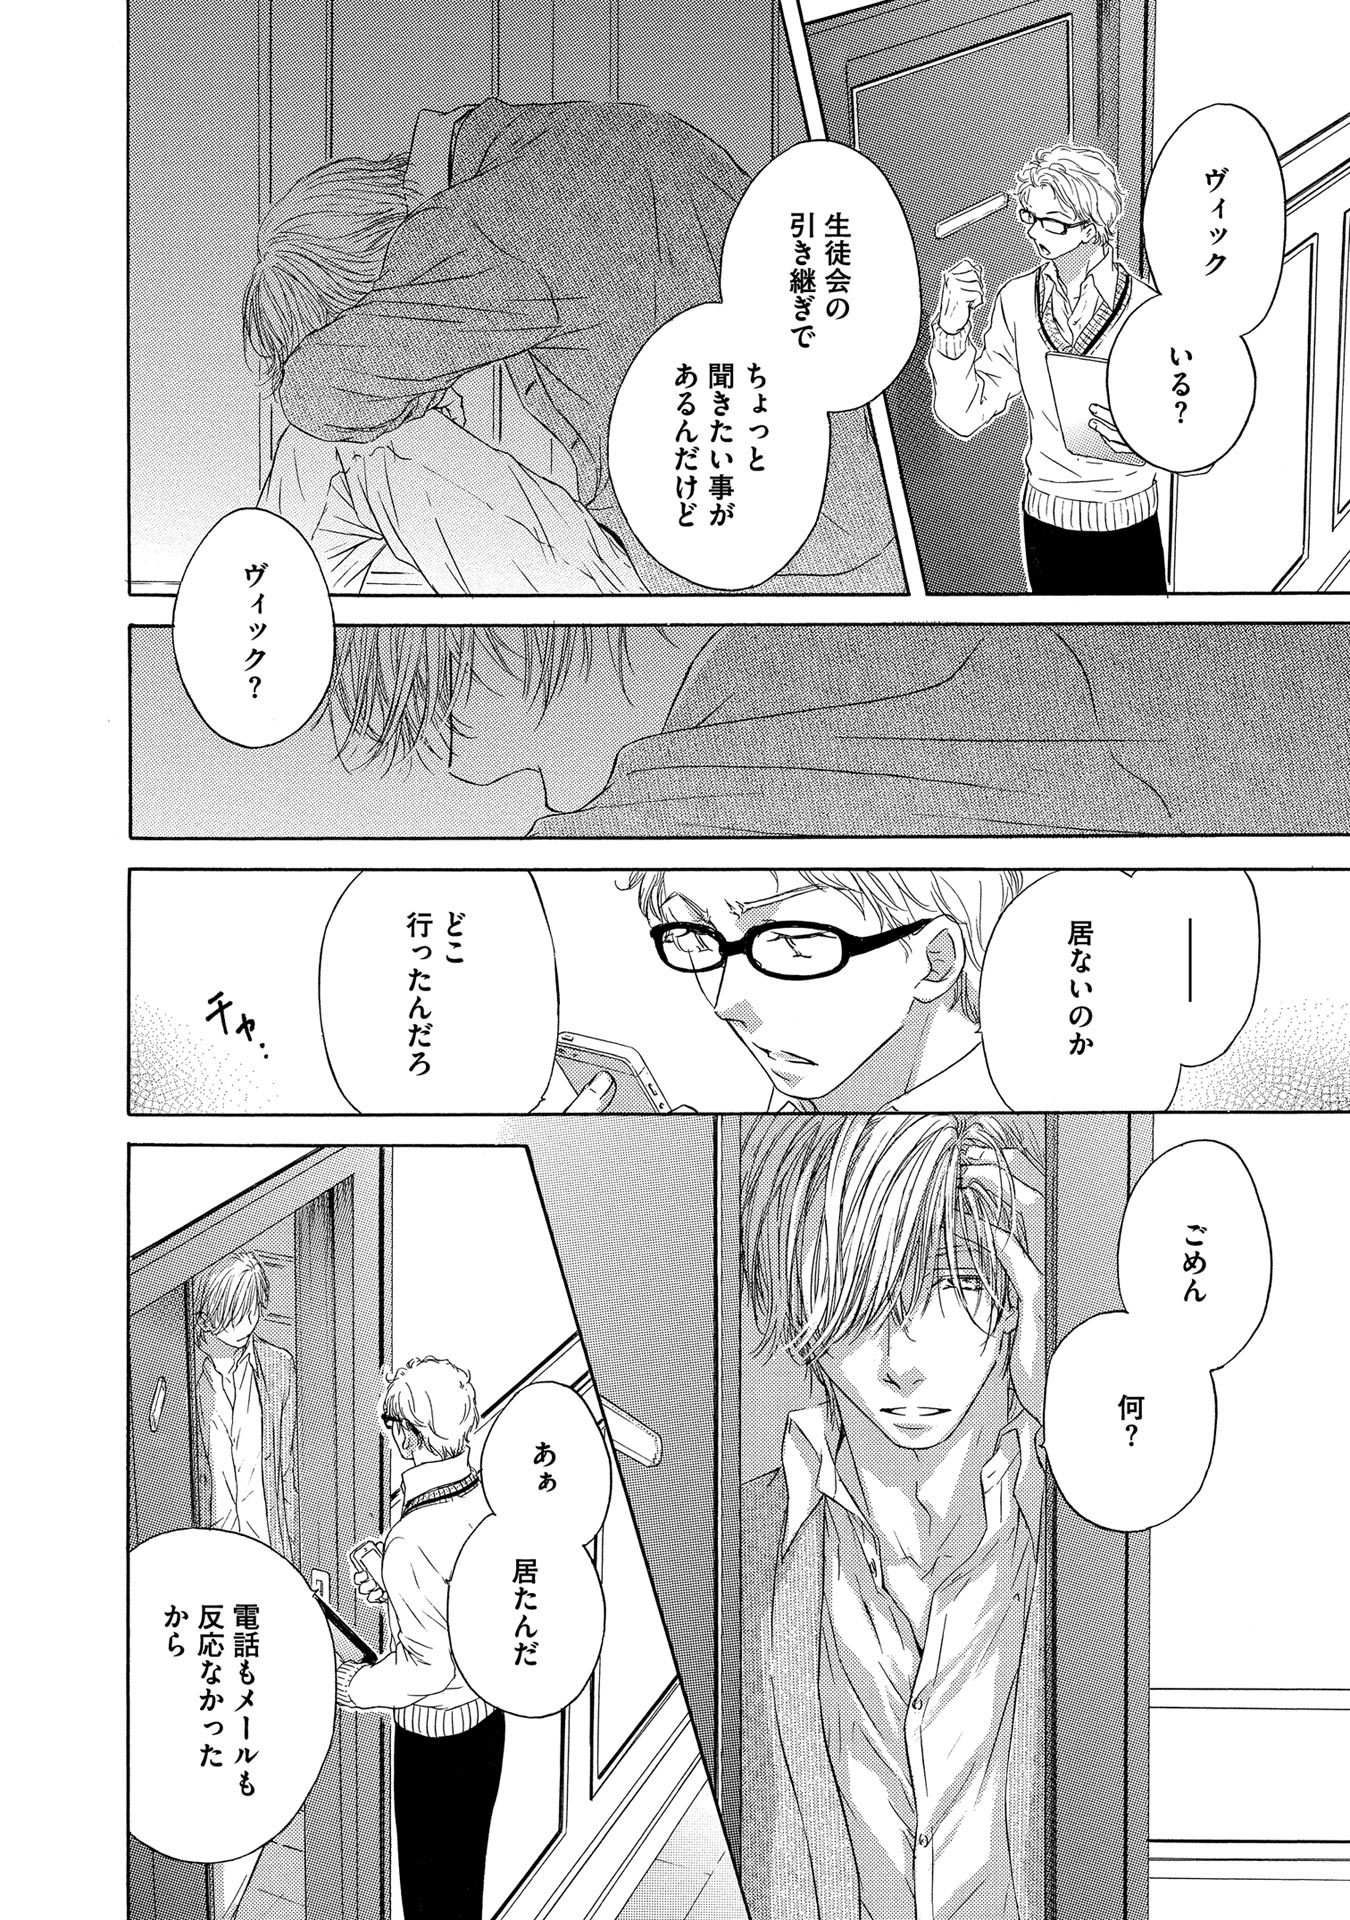 ヴィック
いる?
生徒会の
引き継ぎで
ちょっと
聞きたい事が
あるんだけど
ヴィック?
―
居ないのか
どこ
行ったんだろ
チャ.
ごめん
何?
あぁ
居たんだ
電話もメールも
反応なかった
から